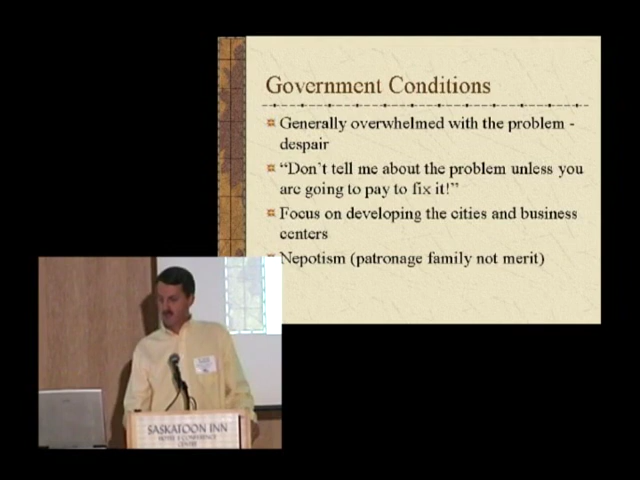 Government Conditions
Generally overwhelmed with the problem -
despair
“Don't tell me about the problem unless you
are going to pay to fix it!”
Focus on developing the cities and business
centers
Nepotism (patronage family not merit)
SASKATOON INN
HOTEL & CONFERENCE
CENTRE